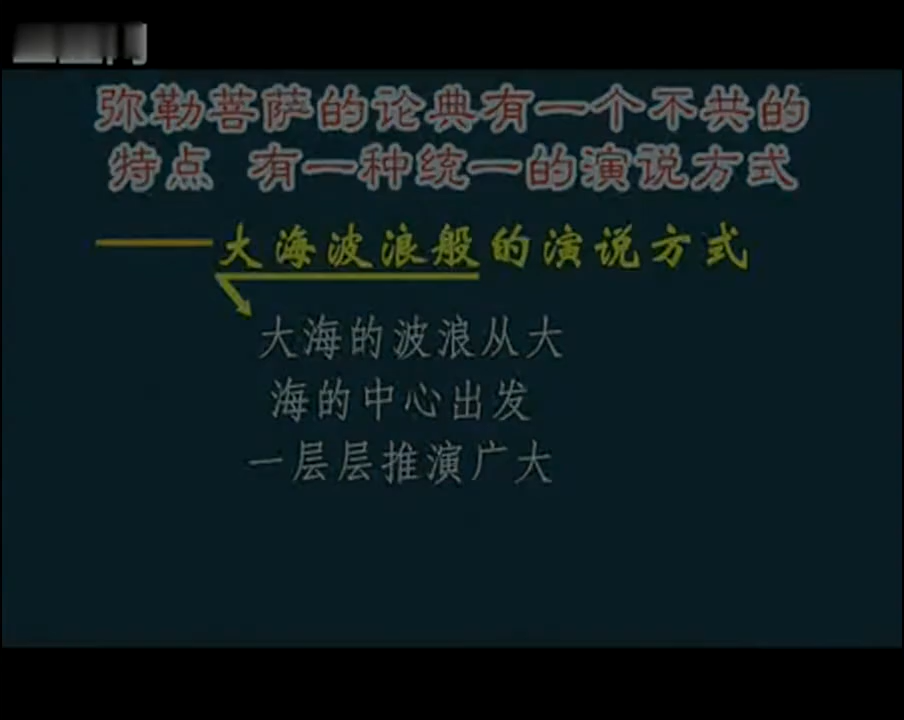 弥勒菩萨的论典有一个不共的
特点 有一种统一的演说方式
——大海波浪般的演说方式
大海的波浪从大
海的中心出发
一层层推演广大